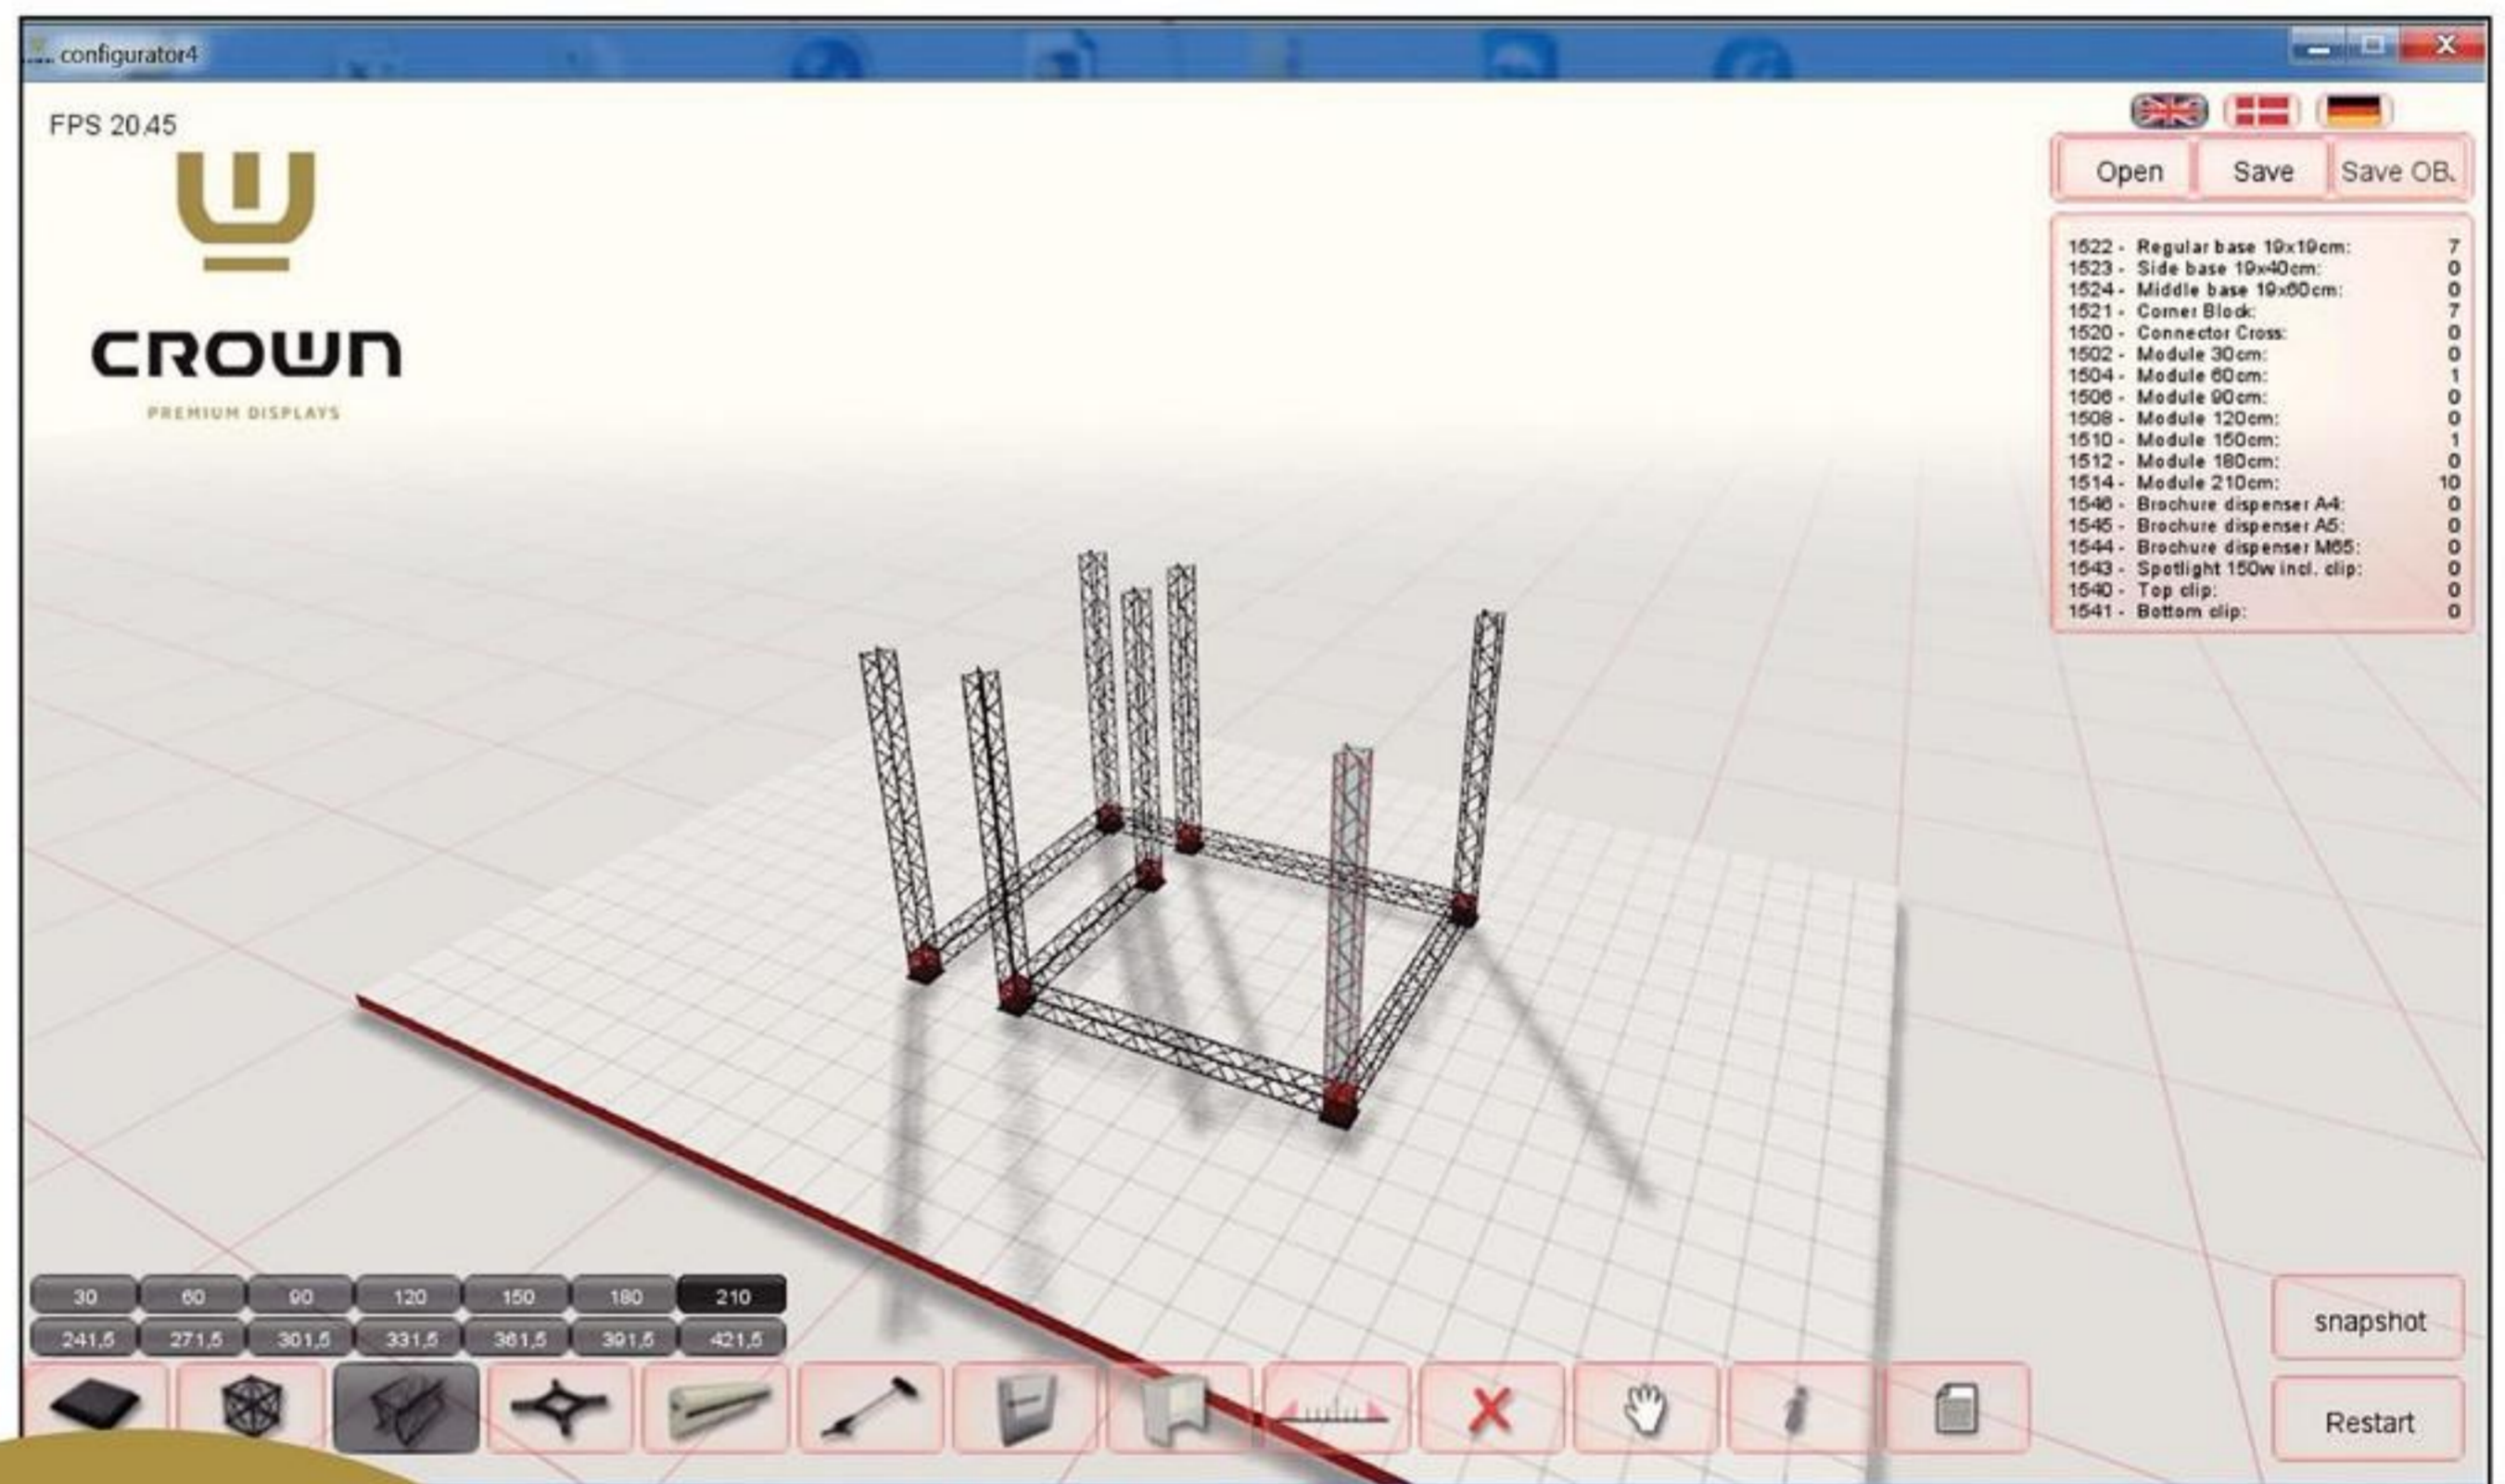 configurator4
FPS 20.45
CROWN
PREMIUM DISPLAYS
Open Save Save OB.
1522 - Regular base 19x19cm: 7
1523 - Side base 19x40cm: 0
1524 - Middle base 19x60cm: 0
1521 - Corner Block: 7
1520 - Connector Cross: 0
1502 - Module 30cm: 0
1504 - Module 60cm: 1
1506 - Module 90cm: 0
1508 - Module 120cm: 0
1510 - Module 150cm: 1
1512 - Module 180cm: 0
1514 - Module 210cm: 10
1546 - Brochure dispenser A4: 0
1545 - Brochure dispenser A5: 0
1544 - Brochure dispenser M65: 0
1543 - Spotlight 150w incl. clip: 0
1540 - Top clip: 0
1541 - Bottom clip: 0
30 60 90 120 150 180 210
241,5 271,5 301,5 331,5 361,5 391,5 421,5
snapshot
Restart